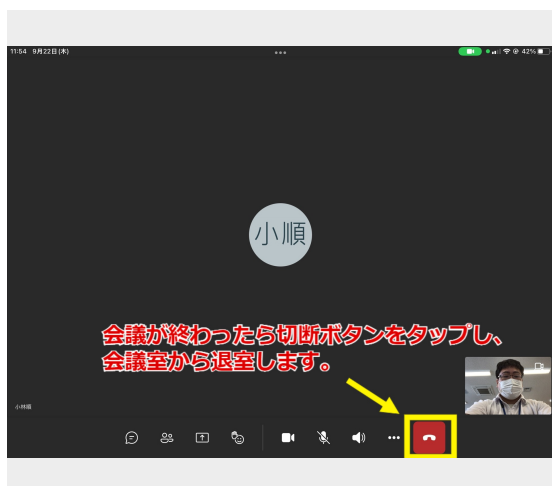 11:54 9月22日(木)
42%
小順
会議が終わったら切断ボタンをタップし、
会議室から退室します。
小林順